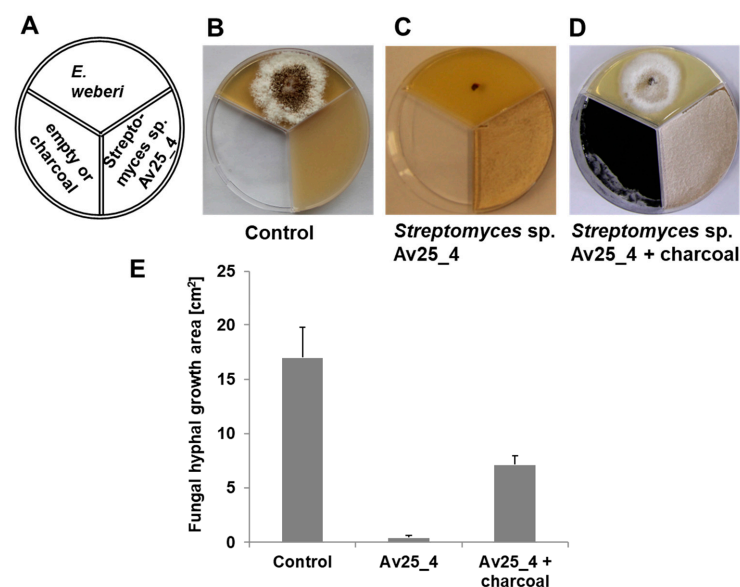 A
E.
weberi
empty or
charcoal
Strepto-
myces sp.
Av25_4
B
Control
C
Streptomyces sp.
Av25_4
D
Streptomyces sp.
Av25_4 + charcoal
E
Fungal hyphal growth area [cm²]
25
20
15
10
5
0
Control
Av25_4
Av25_4 +
charcoal